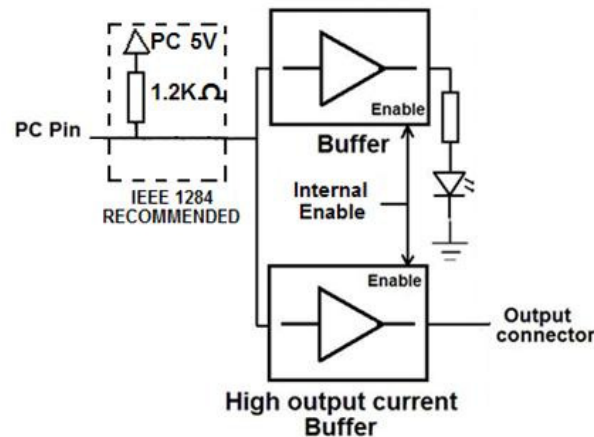 PC 5V
1.2KΩ
PC Pin
IEEE 1284
RECOMMENDED
Enable
Buffer
Internal
Enable
Enable
Output
connector
High output current
Buffer